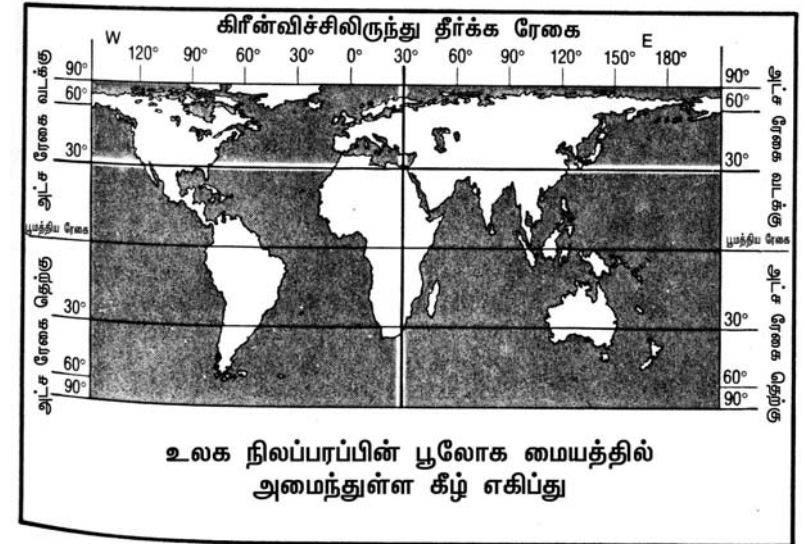 கிரீன்விச்சிலிருந்து தீர்க்க ரேகை
W E
120° 90° 60° 30° 0° 30° 60° 90° 120° 150° 180°
90° 90°
60° 60°
அட்ச ரேகை வடக்கு அட்ச ரேகை வடக்கு
30° 30°
பூமத்திய ரேகை பூமத்திய ரேகை
அட்ச ரேகை தெற்கு அட்ச ரேகை தெற்கு
30° 30°
60° 60°
90° 90°
உலக நிலப்பரப்பின் பூலோக மையத்தில்
அமைந்துள்ள கீழ் எகிப்து